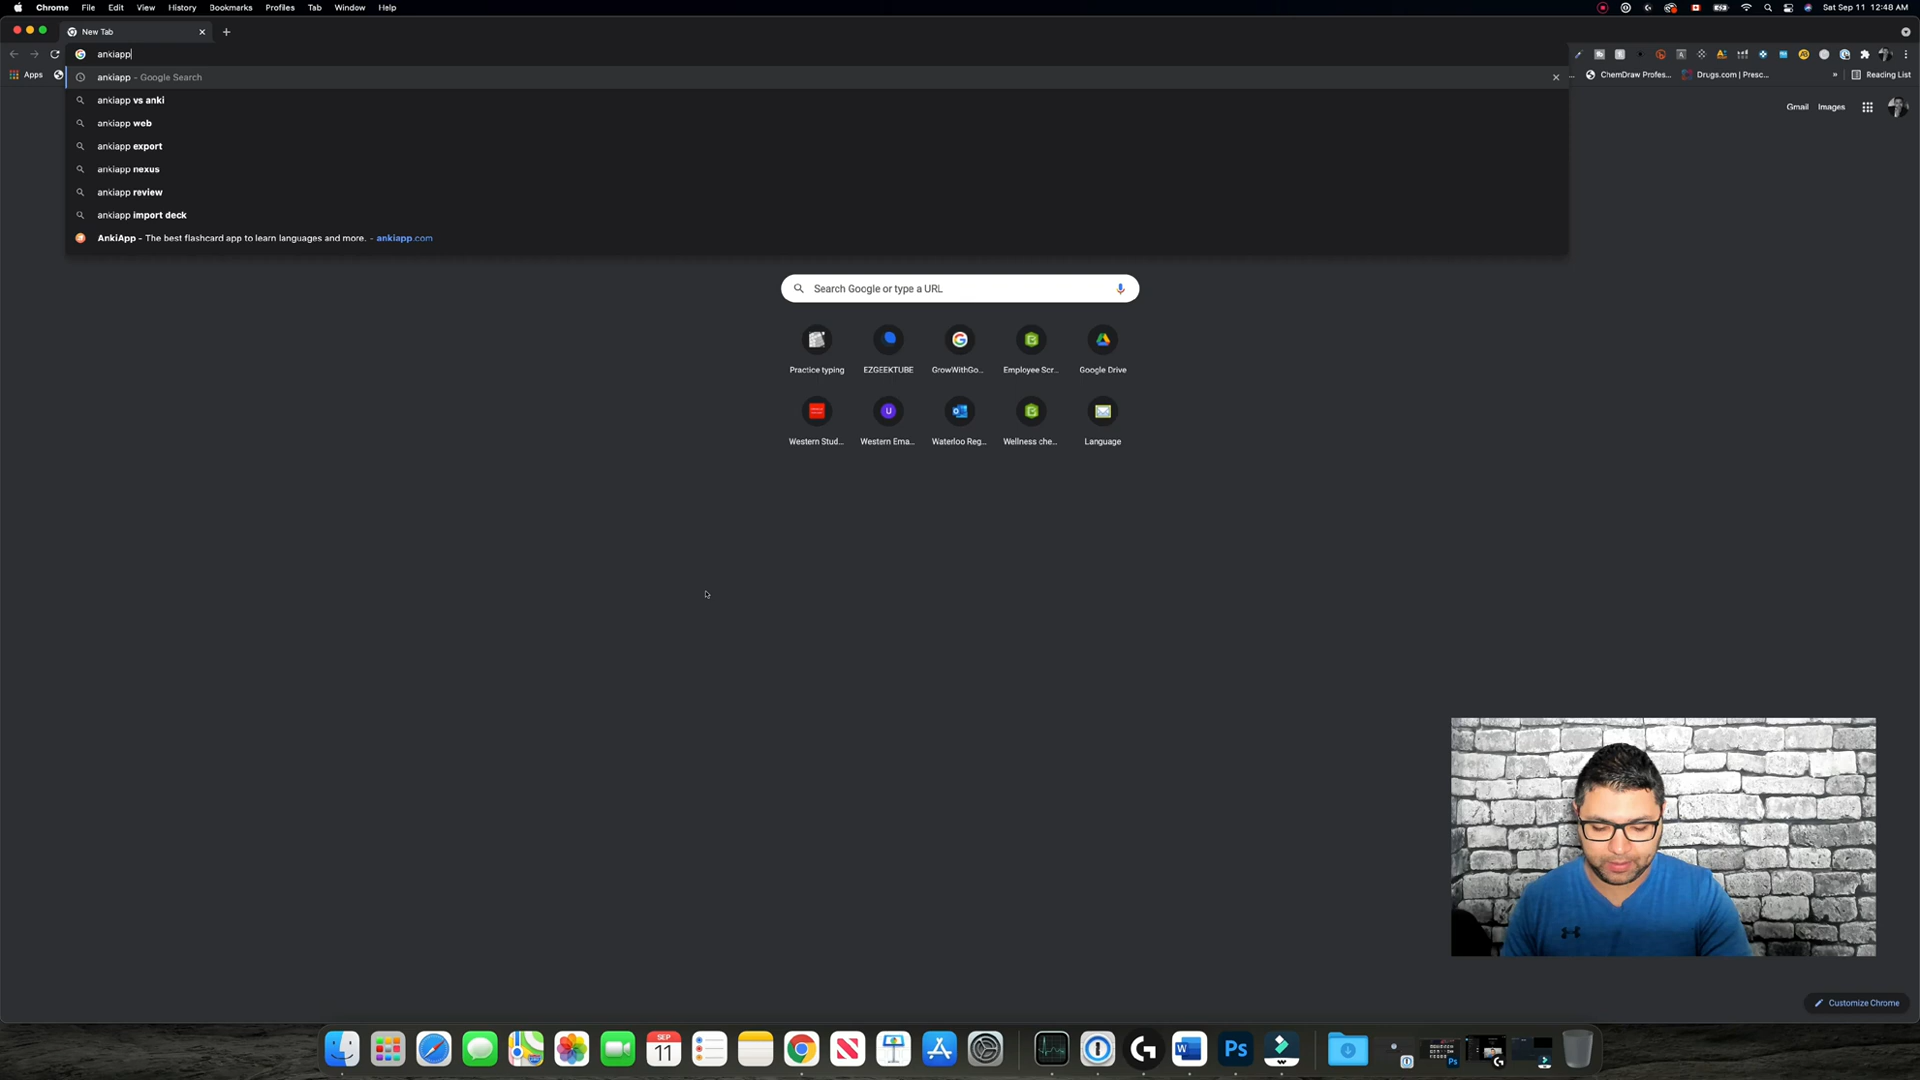 Chrome File Edit View History Bookmarks Profiles Tab Window Help Sat Sep 11 12:48 AM
New Tab
ankiapp
Apps ChemDraw Profes... Drugs.com | Presc... » Reading List
ankiapp - Google Search
ankiapp vs anki
ankiapp web
Gmail Images
ankiapp export
ankiapp nexus
ankiapp review
ankiapp import deck
AnkiApp - The best flashcard app to learn languages and more. - ankiapp.com
Search Google or type a URL
Practice typing EZGEEKTUBE GrowWithGo... Employee Scr... Google Drive
U
Western Stud... Western Ema... Waterloo Reg... Wellness che... Language
Customize Chrome
SEP
11 W Ps